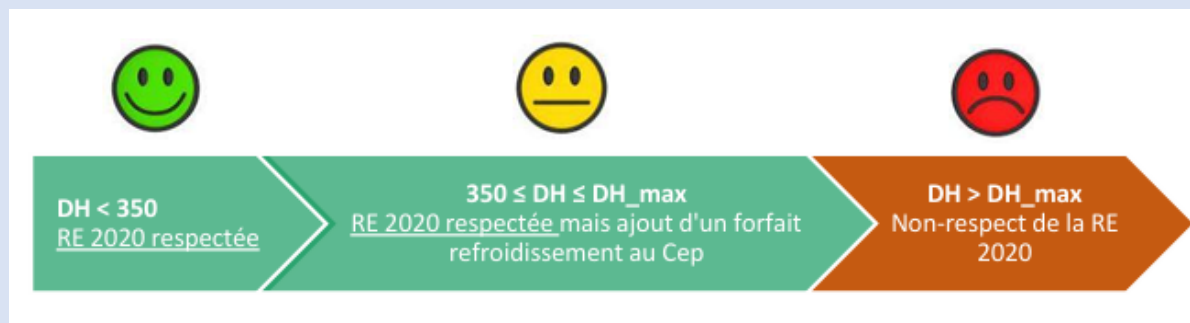 DH < 350
RE 2020 respectée
350 ≤ DH ≤ DH_max
RE 2020 respectée mais ajout d'un forfait
refroidissement au Cep
DH > DH_max
Non-respect de la RE
2020